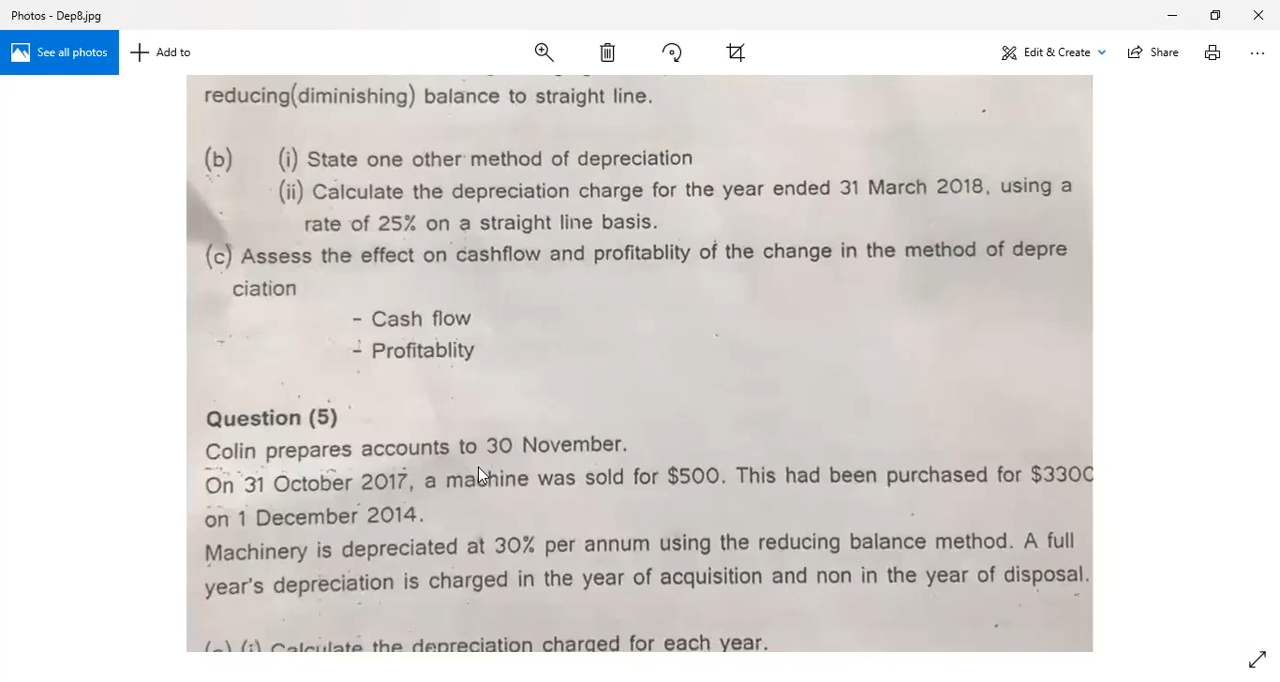 Photos - Dep8.jpg
See all photos
Add to
Edit & Create
Share
reducing(diminishing) balance to straight line.
(b) (i) State one other method of depreciation
(ii) Calculate the depreciation charge for the year ended 31 March 2018, using a
rate of 25% on a straight line basis.
(c) Assess the effect on cashflow and profitablity of the change in the method of depre
ciation
- Cash flow
- Profitablity
Question (5)
Colin prepares accounts to 30 November.
On 31 October 2017, a machine was sold for $500. This had been purchased for $3300
on 1 December 2014.
Machinery is depreciated at 30% per annum using the reducing balance method. A full
year's depreciation is charged in the year of acquisition and non in the year of disposal.
(i) Calculate the depreciation charged for each year.